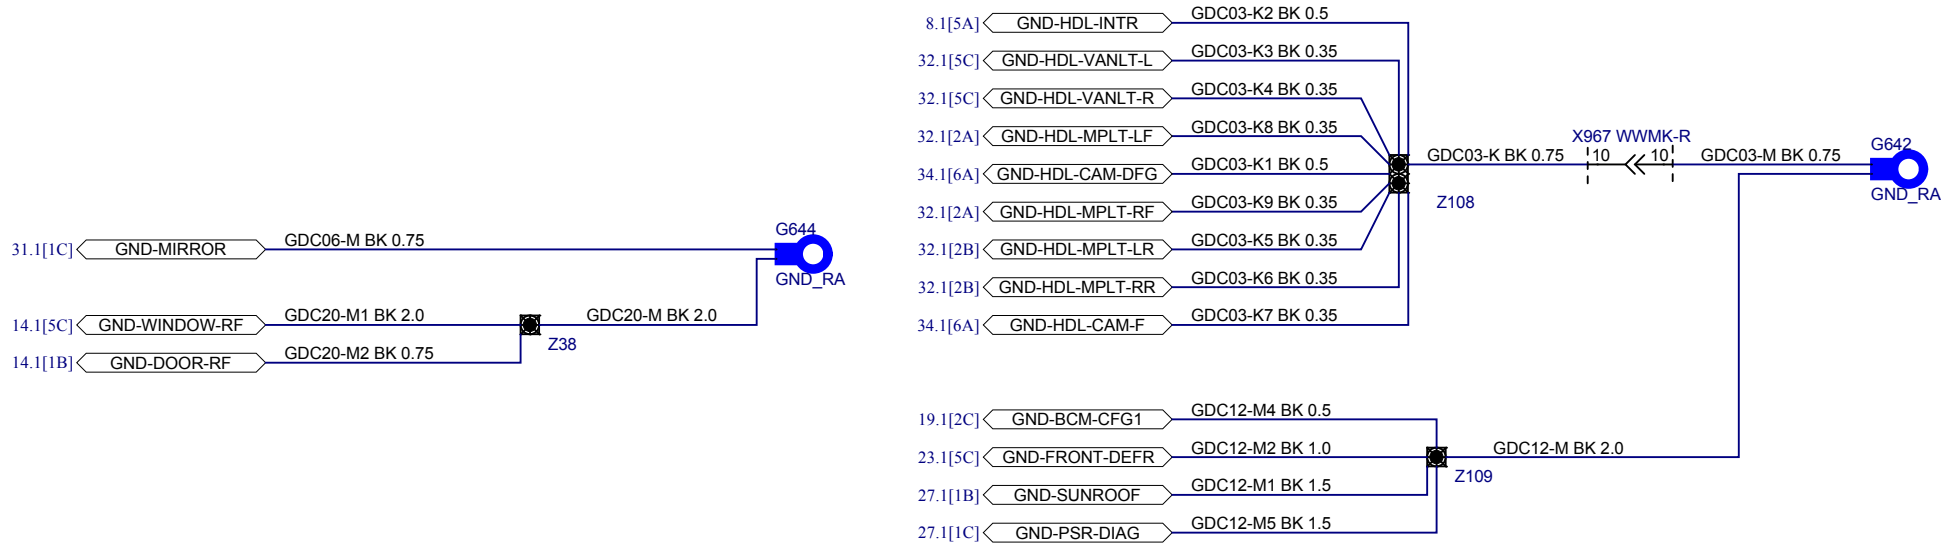 31.1[1C] GND-MIRROR GDC06-M BK 0.75
G644
GND_RA
14.1[5C] GND-WINDOW-RF GDC20-M1 BK 2.0 GDC20-M BK 2.0
Z38
14.1[1B] GND-DOOR-RF GDC20-M2 BK 0.75
8.1[5A] GND-HDL-INTR GDC03-K2 BK 0.5
32.1[5C] GND-HDL-VANLT-L GDC03-K3 BK 0.35
32.1[5C] GND-HDL-VANLT-R GDC03-K4 BK 0.35
32.1[2A] GND-HDL-MPLT-LF GDC03-K8 BK 0.35
34.1[6A] GND-HDL-CAM-DFG GDC03-K1 BK 0.5
32.1[2A] GND-HDL-MPLT-RF GDC03-K9 BK 0.35
32.1[2B] GND-HDL-MPLT-LR GDC03-K5 BK 0.35
32.1[2B] GND-HDL-MPLT-RR GDC03-K6 BK 0.35
34.1[6A] GND-HDL-CAM-F GDC03-K7 BK 0.35
Z108
GDC03-K BK 0.75
X967 WWMK-R
10 10
GDC03-M BK 0.75
G642
GND_RA
19.1[2C] GND-BCM-CFG1 GDC12-M4 BK 0.5
23.1[5C] GND-FRONT-DEFR GDC12-M2 BK 1.0
27.1[1B] GND-SUNROOF GDC12-M1 BK 1.5
27.1[1C] GND-PSR-DIAG GDC12-M5 BK 1.5
Z109
GDC12-M BK 2.0